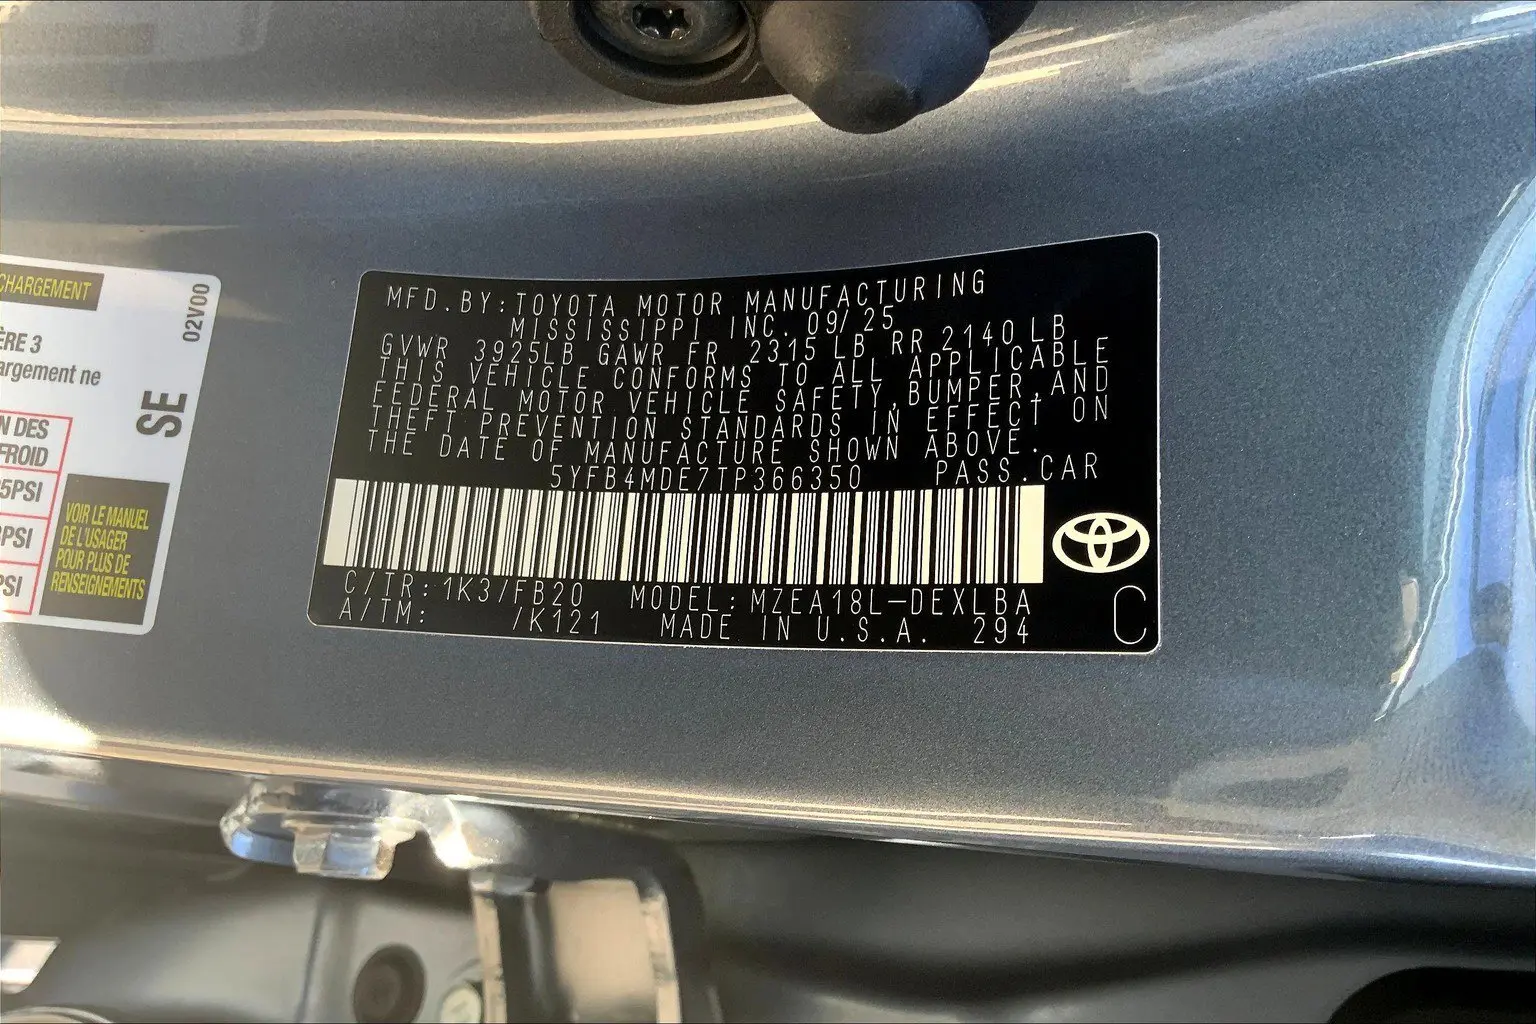 CHARGEMENT
02V00
ÈRE 3
argement ne
SE
N DES
FROID
5PSI
PSI
PSI
VOIR LE MANUEL
DE L'USAGER
POUR PLUS DE
RENSEIGNEMENTS
MFD.BY:TOYOTA MOTOR MANUFACTURING
MISSISSIPPI INC. 09/25
GVWR 3925LB GAWR FR 2315 LB RR 2140 LB
THIS VEHICLE CONFORMS TO ALL APPLICABLE
FEDERAL MOTOR VEHICLE SAFETY, BUMPER, AND
THEFT PREVENTION STANDARDS IN EFFECT ON
THE DATE OF MANUFACTURE SHOWN ABOVE.
5YFB4MDE7TP366350 PASS.CAR
C/TR:1K3/FB20 MODEL:MZEA18L-DEXLBA
A/TM: /K121 MADE IN U.S.A. 294
C